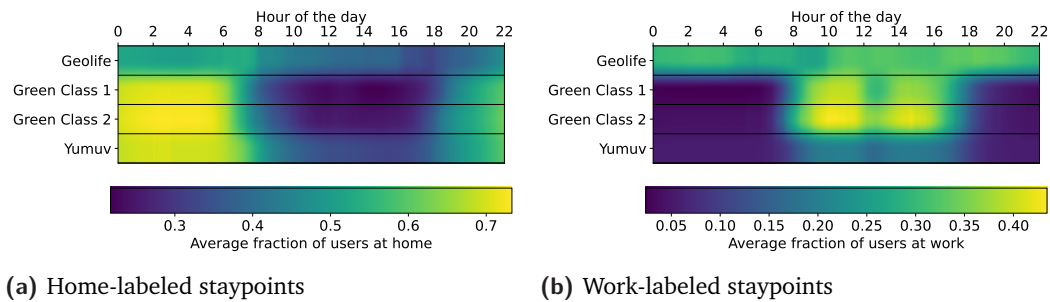 Hour of the day
0 2 4 6 8 10 12 14 16 18 20 22
Geolife
Green Class 1
Green Class 2
Yumuv
0.3 0.4 0.5 0.6 0.7
Average fraction of users at home
(a) Home-labeled staypoints
Hour of the day
0 2 4 6 8 10 12 14 16 18 20 22
Geolife
Green Class 1
Green Class 2
Yumuv
0.05 0.10 0.15 0.20 0.25 0.30 0.35 0.40
Average fraction of users at work
(b) Work-labeled staypoints